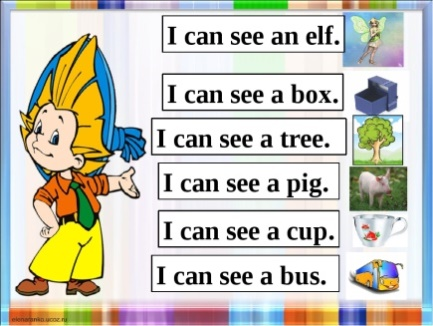 I can see an elf.
I can see a box.
I can see a tree.
I can see a pig.
I can see a cup.
I can see a bus.